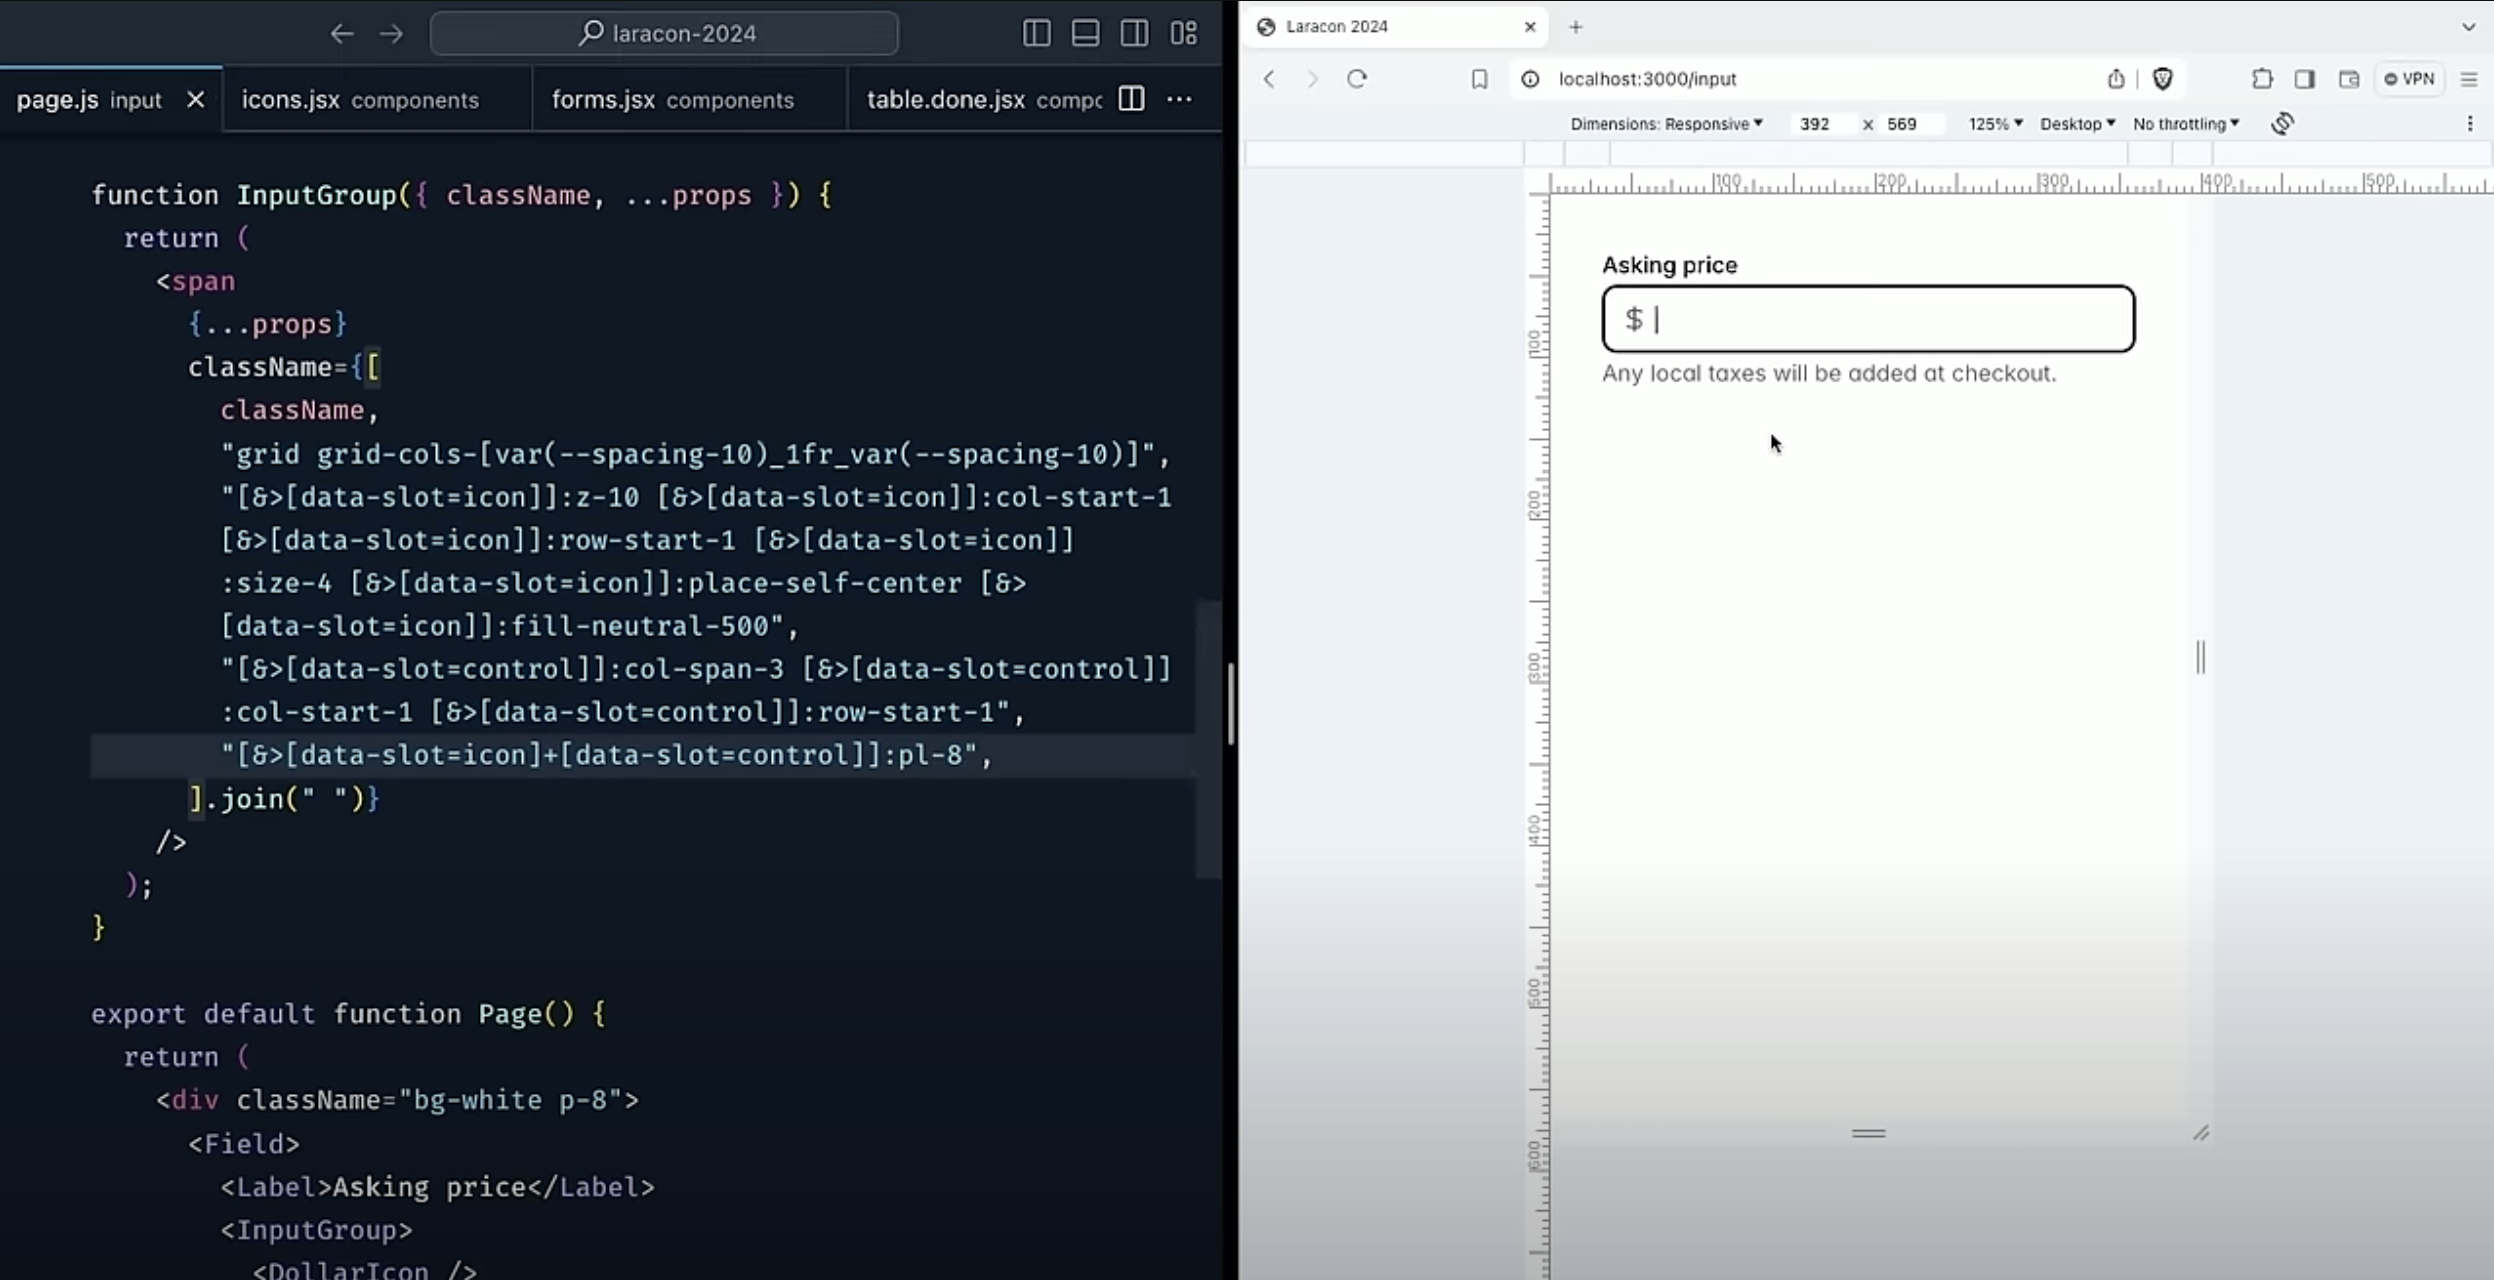 laracon-2024
page.js input
icons.jsx components
forms.jsx components
table.done.jsx compc
function InputGroup({ className, ...props }) {
return (
<span
{...props}
className={[
className,
"grid grid-cols-[var(--spacing-10)_1fr_var(--spacing-10)]",
"[&>[data-slot=icon]]:z-10 [&>[data-slot=icon]]:col-start-1
[&>[data-slot=icon]]:row-start-1 [&>[data-slot=icon]]
:size-4 [&>[data-slot=icon]]:place-self-center [&>
[data-slot=icon]]:fill-neutral-500",
"[&>[data-slot=control]]:col-span-3 [&>[data-slot=control]]
:col-start-1 [&>[data-slot=control]]:row-start-1",
"[&>[data-slot=icon]+[data-slot=control]]:pl-8",
].join(" ")}
/>
);
}
export default function Page() {
return (
<div className="bg-white p-8">
<Field>
<Label>Asking price</Label>
<InputGroup>
<DollarIcon />
Laracon 2024
localhost:3000/input
VPN
Dimensions: Responsive 392 x 569 125% Desktop No throttling
100 200 300 400 500
100
200
300
400
500
600
Asking price
$
Any local taxes will be added at checkout.